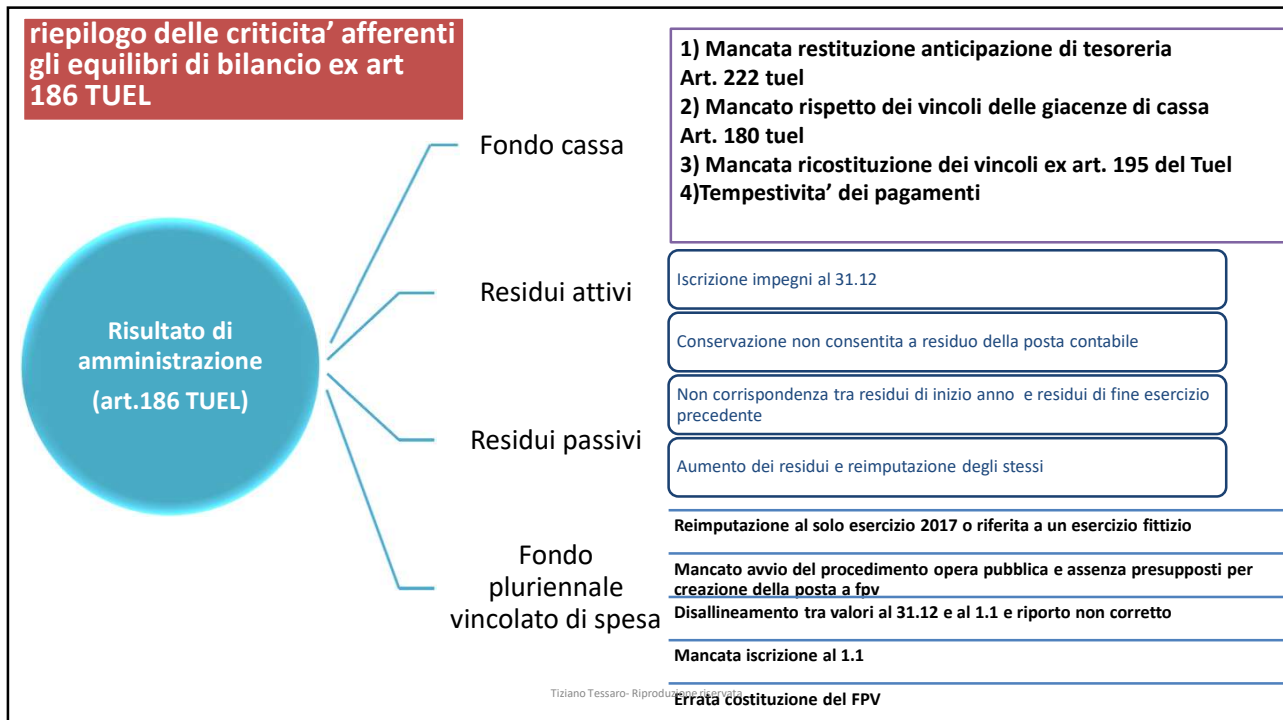 riepilogo delle criticita' afferenti
gli equilibri di bilancio ex art
186 TUEL
Risultato di
amministrazione
(art.186 TUEL)
Fondo cassa
1) Mancata restituzione anticipazione di tesoreria
Art. 222 tuel
2) Mancato rispetto dei vincoli delle giacenze di cassa
Art. 180 tuel
3) Mancata ricostituzione dei vincoli ex art. 195 del Tuel
4)Tempestivita' dei pagamenti
Residui attivi
Residui passivi
Iscrizione impegni al 31.12
Conservazione non consentita a residuo della posta contabile
Non corrispondenza tra residui di inizio anno e residui di fine esercizio
precedente
Aumento dei residui e reimputazione degli stessi
Fondo
pluriennale
vincolato di spesa
Reimputazione al solo esercizio 2017 o riferita a un esercizio fittizio
Mancato avvio del procedimento opera pubblica e assenza presupposti per
creazione della posta a fpv
Disallineamento tra valori al 31.12 e al 1.1 e riporto non corretto
Mancata iscrizione al 1.1
Errata costituzione del FPV
Tiziano Tessaro- Riproduzione riservata